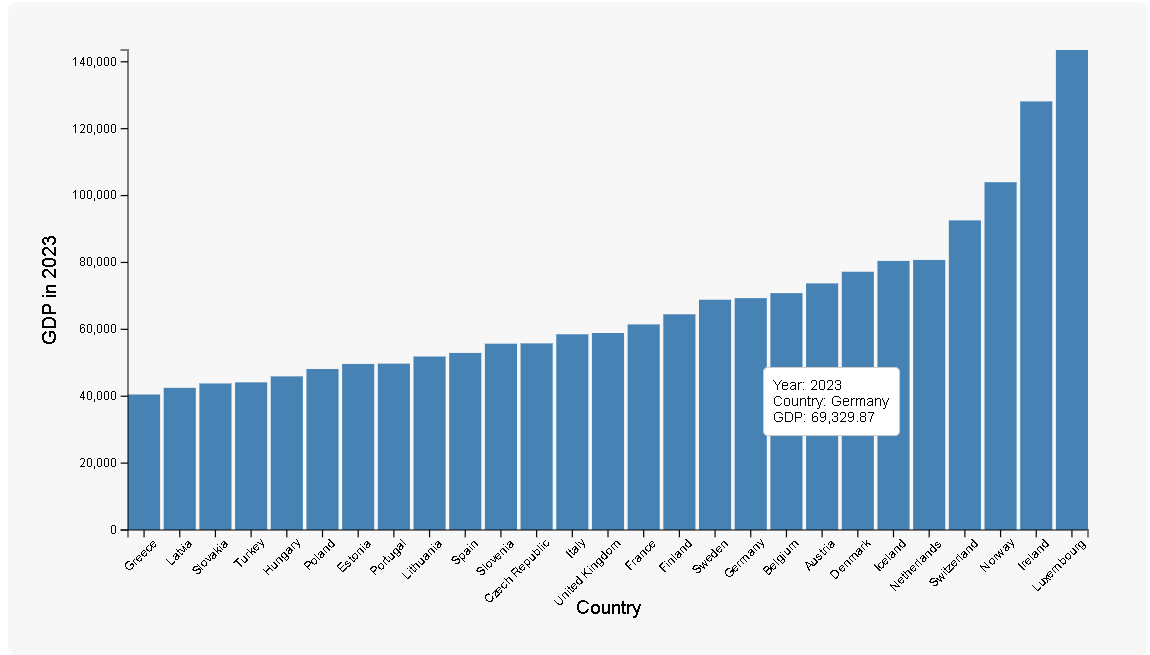 GDP in 2023
140,000
120,000
100,000
80,000
60,000
40,000
20,000
0
Year: 2023
Country: Germany
GDP: 69,329.87
Greece
Latvia
Slovakia
Turkey
Hungary
Poland
Estonia
Portugal
Lithuania
Spain
Slovenia
Czech Republic
Italy
United Kingdom
France
Finland
Sweden
Germany
Belgium
Austria
Denmark
Iceland
Netherlands
Switzerland
Norway
Ireland
Luxembourg
Country